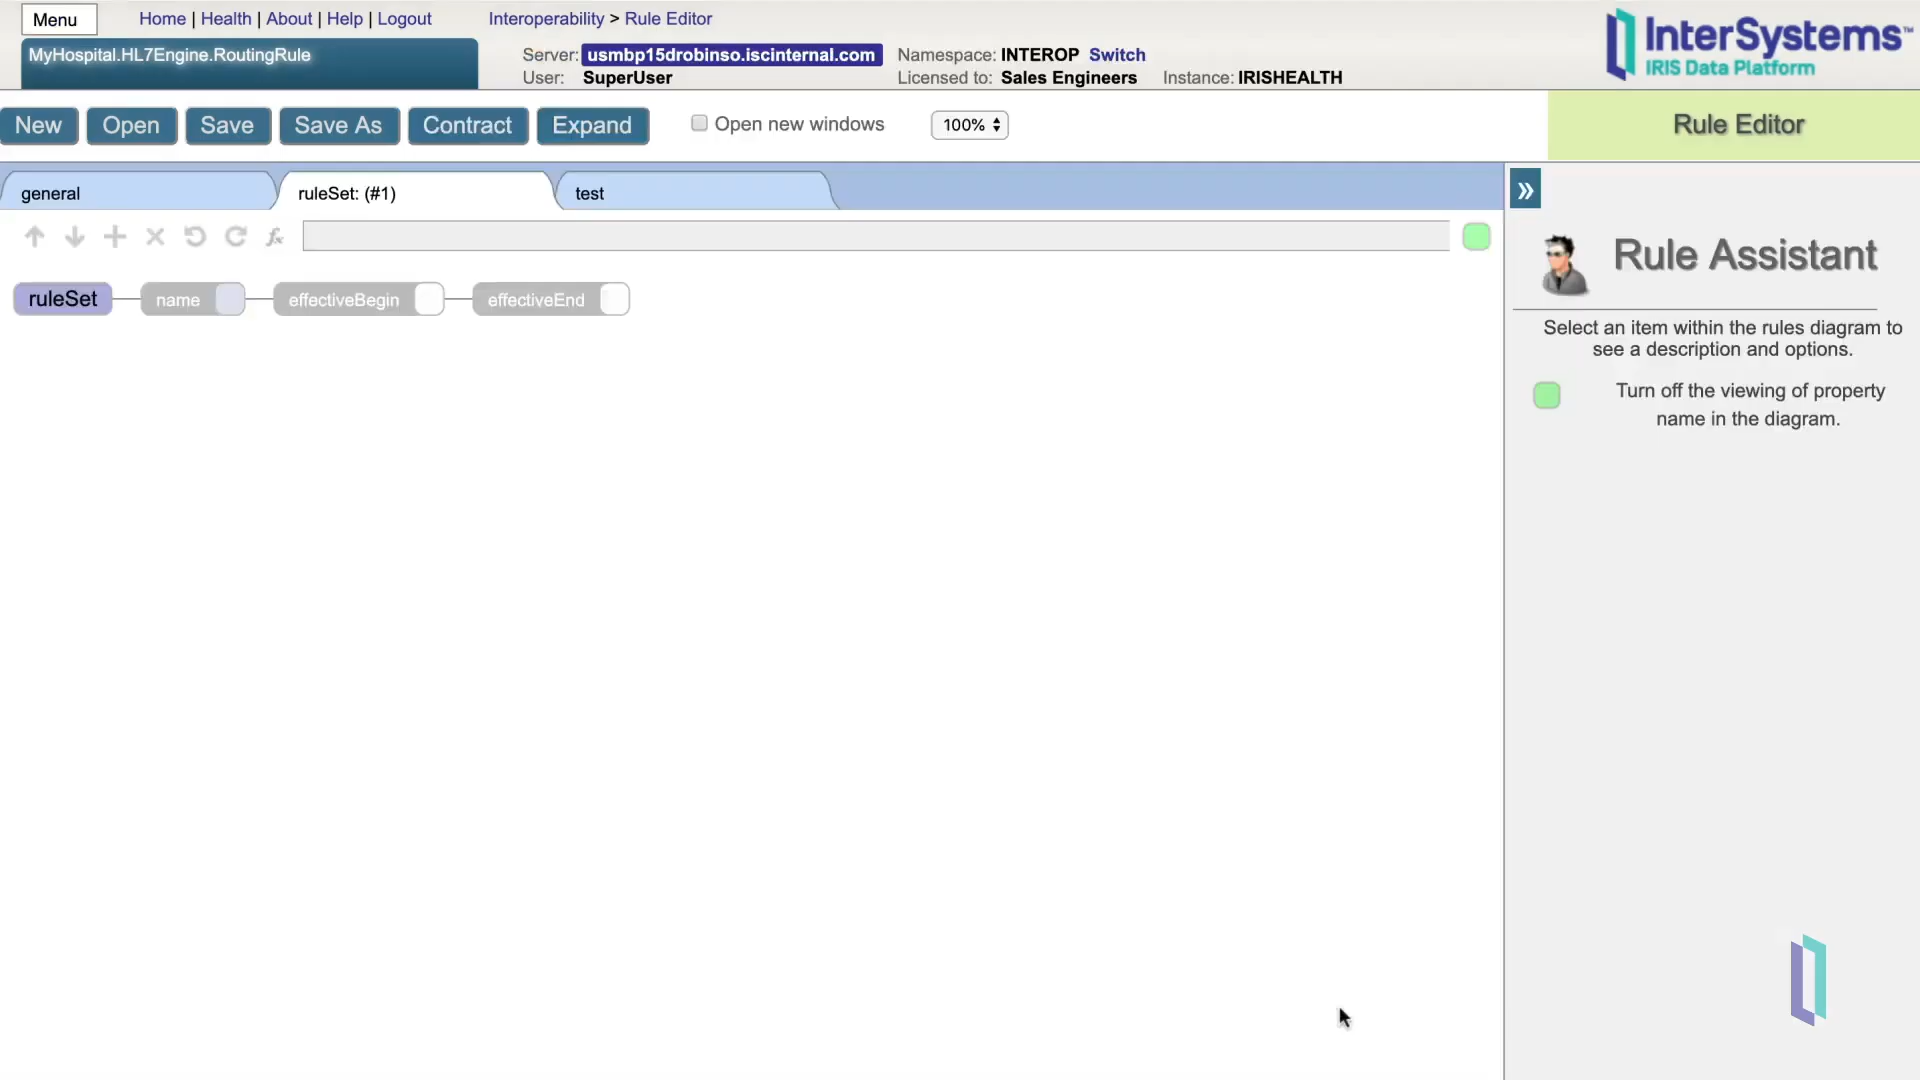 Menu
Home | Health | About | Help | Logout
Interoperability > Rule Editor
MyHospital.HL7Engine.RoutingRule
Server: usmbp15drobinso.iscinternal.com
Namespace: INTEROP Switch
User: SuperUser
Licensed to: Sales Engineers
Instance: IRISHEALTH
InterSystems™
IRIS Data Platform
New
Open
Save
Save As
Contract
Expand
Open new windows
100%
Rule Editor
general
ruleSet: (#1)
test
fx
»
Rule Assistant
ruleSet
name
effectiveBegin
effectiveEnd
Select an item within the rules diagram to
see a description and options.
Turn off the viewing of property
name in the diagram.